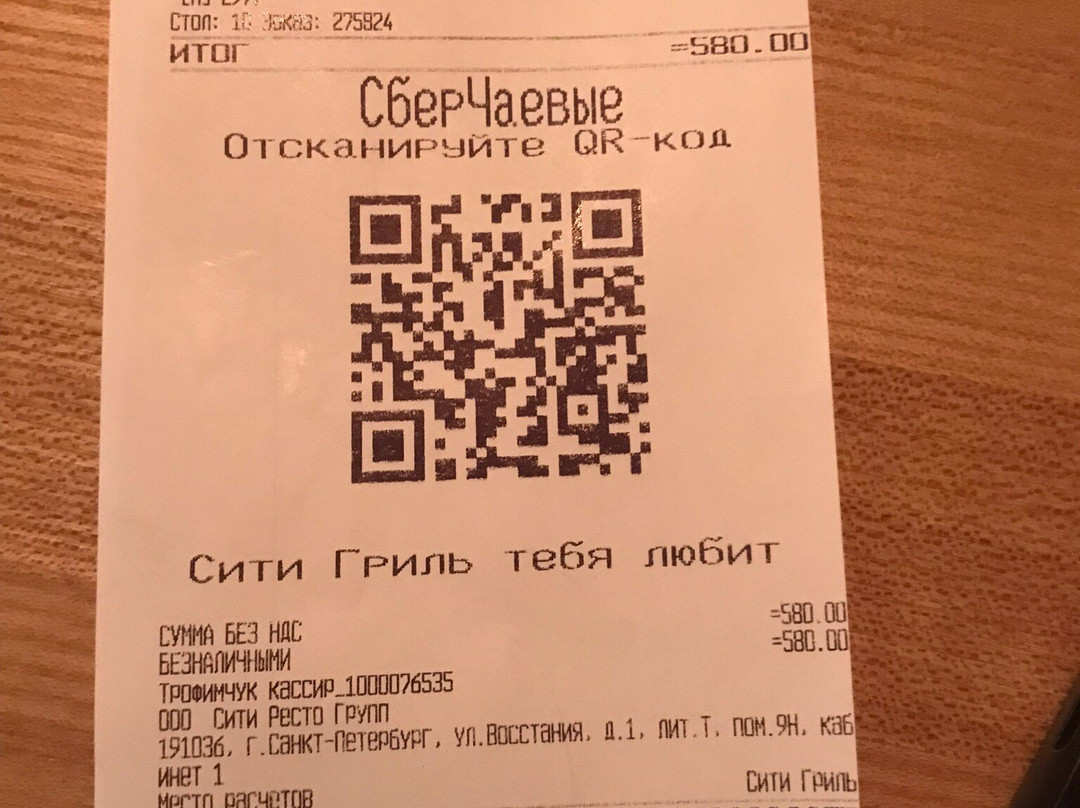 Стол: 10 Заказ: 275924
ИТОГ =580.00
СберЧаевые
Отсканируйте QR-код
Сити Гриль тебя любит
СУММА БЕЗ НДС =580.00
БЕЗНАЛИЧНЫМИ =580.00
Трофимчук кассир_1000076535
ООО Сити Ресто Групп
191036, г.Санкт-Петербург, ул.Восстания, д.1, лит.Т, пом.9Н, каб
инет 1
Сити Гриль
Место расчетов